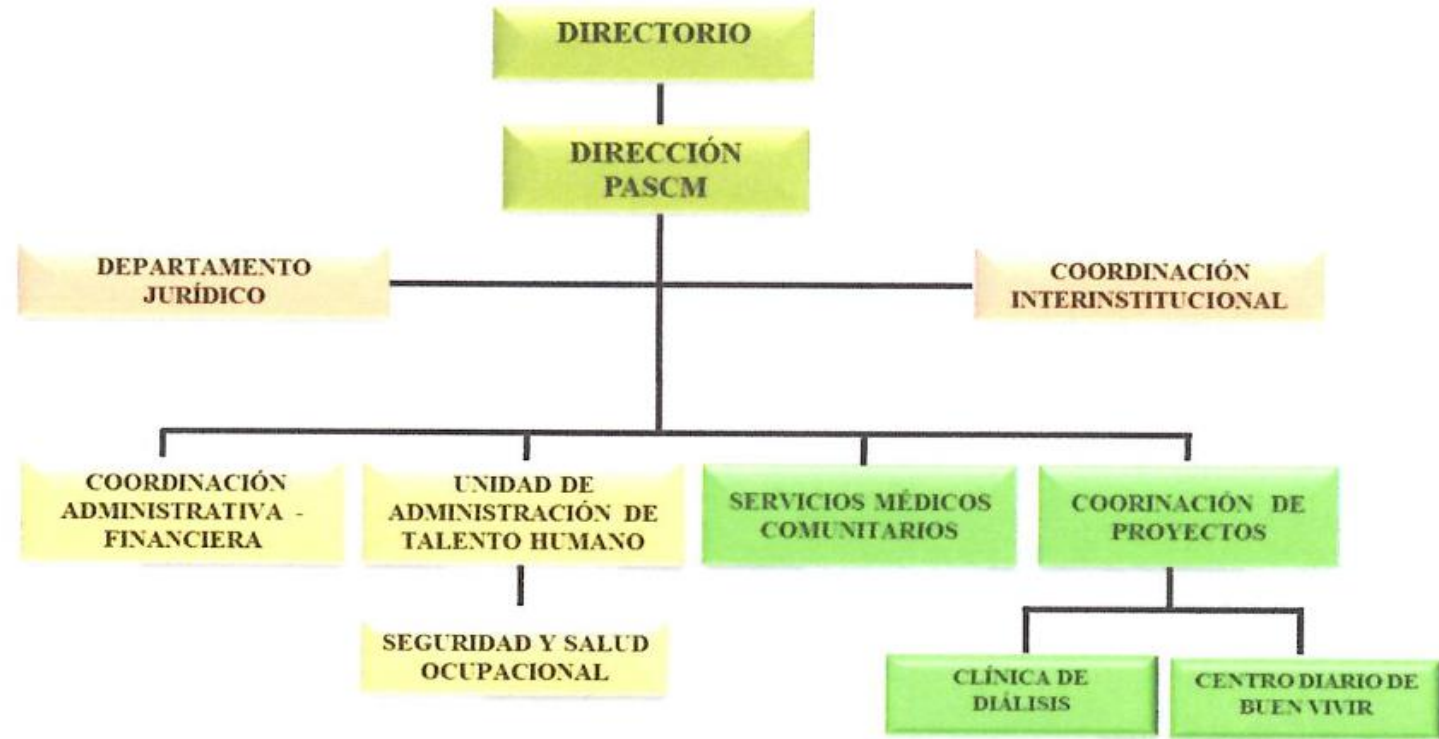 DIRECTORIO
DIRECCIÓN
PASCM
DEPARTAMENTO
JURÍDICO
COORDINACIÓN
INTERINSTITUCIONAL
COORDINACIÓN
ADMINISTRATIVA -
FINANCIERA
UNIDAD DE
ADMINISTRACIÓN DE
TALENTO HUMANO
SERVICIOS MÉDICOS
COMUNITARIOS
COORINACIÓN DE
PROYECTOS
SEGURIDAD Y SALUD
OCUPACIONAL
CLÍNICA DE
DIÁLISIS
CENTRO DIARIO DE
BUEN VIVIR